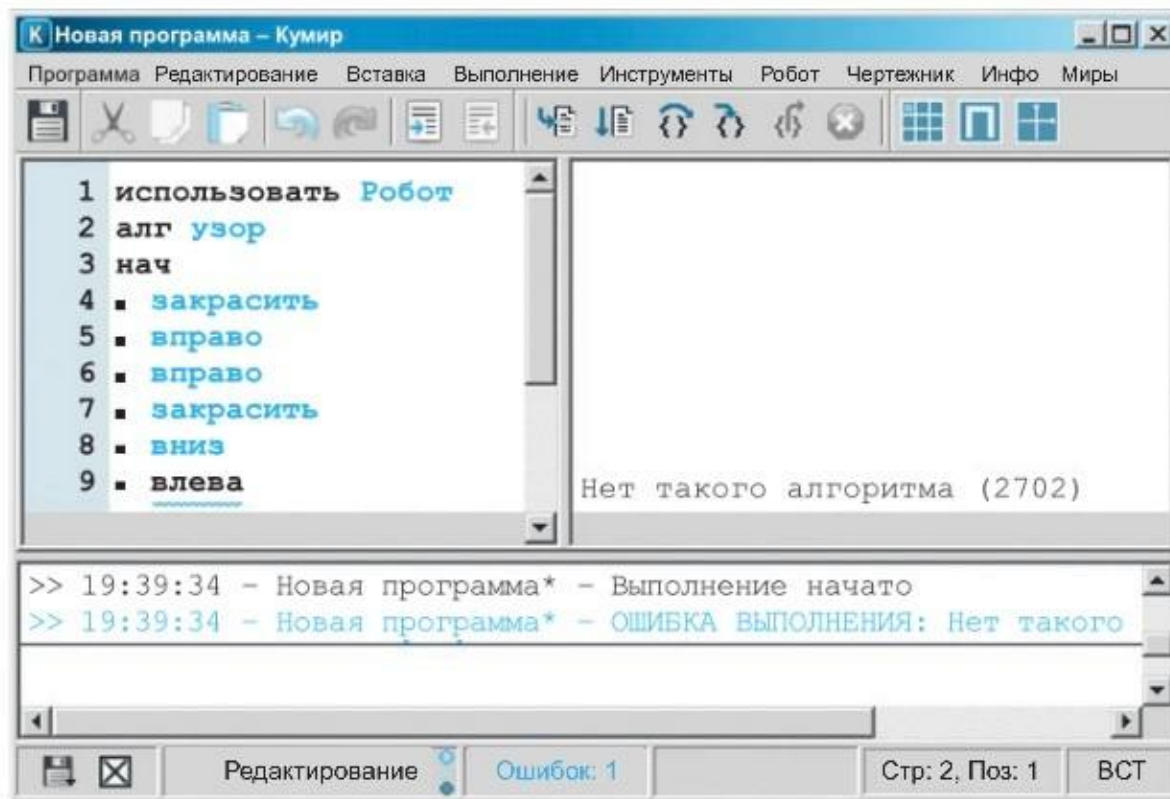 К Новая программа – Кумир
Программа Редактирование Вставка Выполнение Инструменты Робот Чертежник Инфо Миры
1 использовать Робот
2 алг узор
3 нач
4 закрасить
5 вправо
6 вправо
7 закрасить
8 вниз
9 влева
Нет такого алгоритма (2702)
>> 19:39:34 - Новая программа* - Выполнение начато
>> 19:39:34 - Новая программа* - ОШИБКА ВЫПОЛНЕНИЯ: Нет такого
Редактирование Ошибок: 1 Стр: 2, Поз: 1 ВСТ